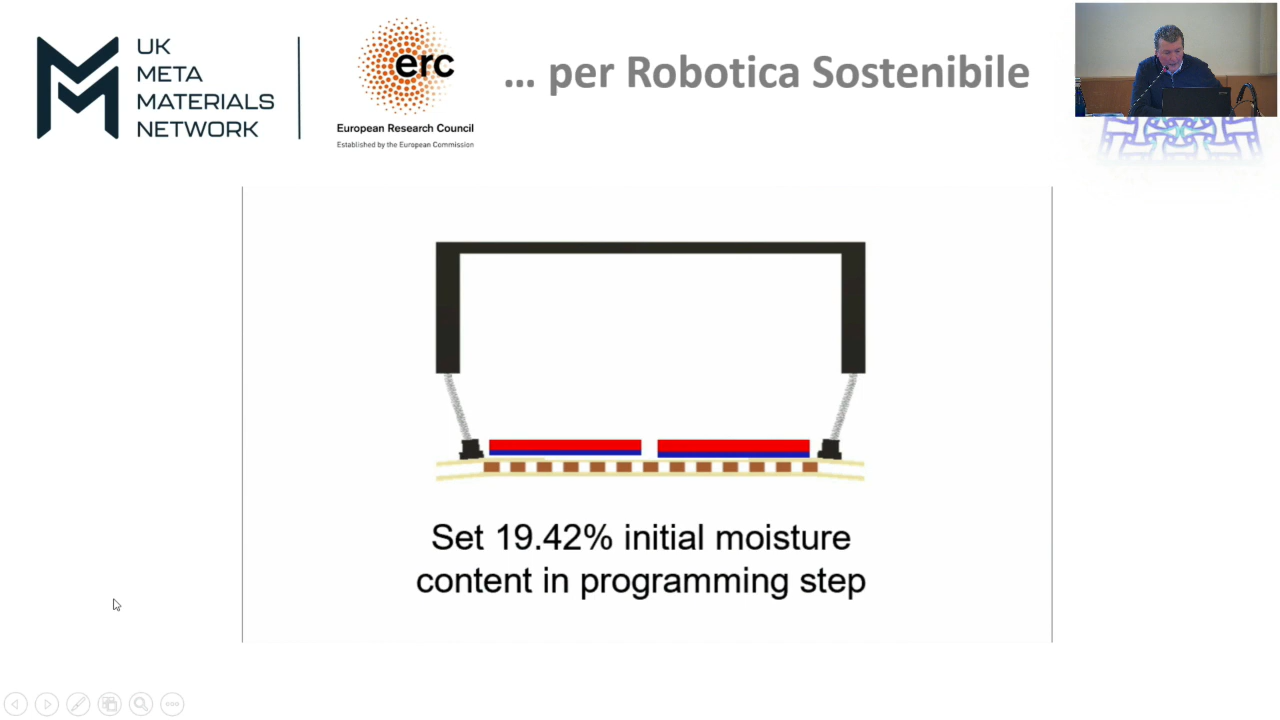 UK
META
MATERIALS
NETWORK
erc
European Research Council
Established by the European Commission
... per Robotica Sostenibile
Set 19.42% initial moisture
content in programming step